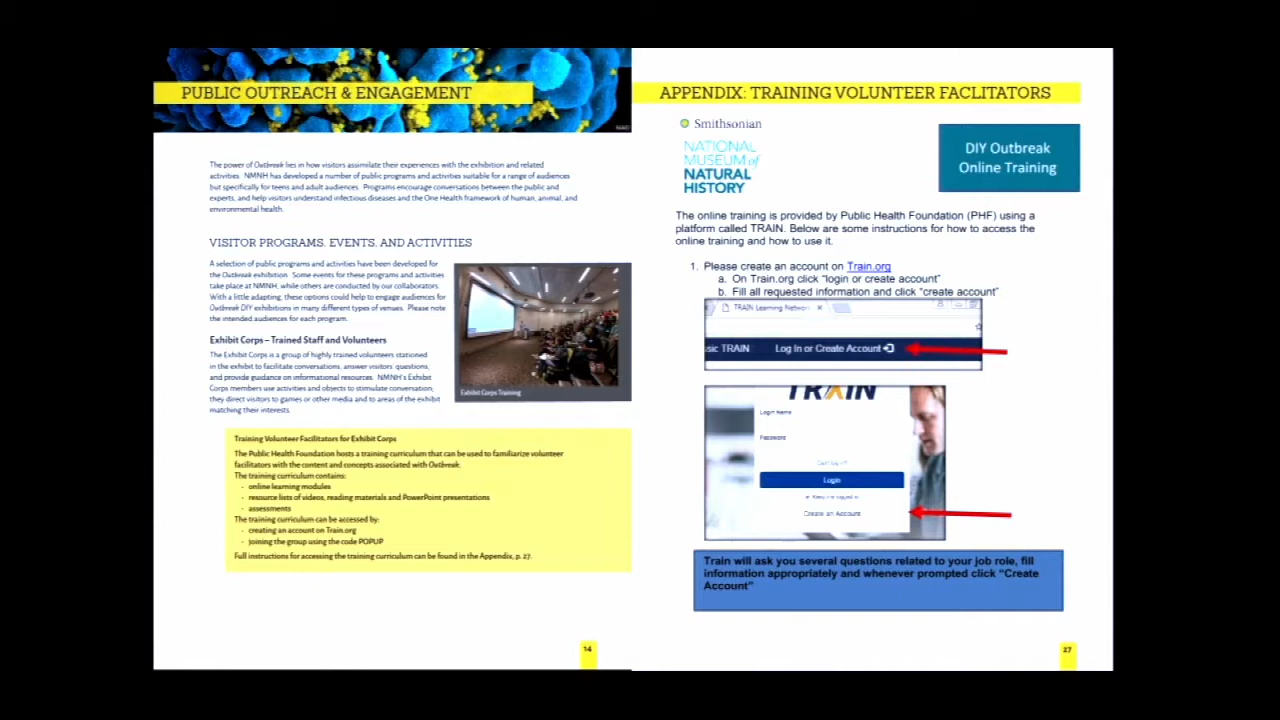 PUBLIC OUTREACH & ENGAGEMENT
The power of Outbreak lies in how visitors assimilate their experiences with the exhibition and related
activities. NMNH has developed a number of public programs and activities suitable for a range of audiences
but specifically for teens and adult audiences. Programs encourage conversations between the public and
experts, and help visitors understand infectious diseases and the One Health framework of human, animal, and
environmental health.
VISITOR PROGRAMS, EVENTS, AND ACTIVITIES
A selection of public programs and activities have been developed for
the Outbreak exhibition. Some events for these programs and activities
take place at NMNH, while others are conducted by our collaborators.
With a little adapting, these options could help to engage audiences for
Outbreak DIY exhibitions in many different types of venues. Please note
the intended audiences for each program.
Exhibit Corps – Trained Staff and Volunteers
The Exhibit Corps is a group of highly trained volunteers stationed
in the exhibit to facilitate conversations, answer visitors' questions,
and provide guidance on informational resources. NMNH's Exhibit
Corps members use activities and objects to stimulate conversation;
they direct visitors to games or other media and to areas of the exhibit
matching their interests.
Exhibit Corps Training
Training Volunteer Facilitators for Exhibit Corps
The Public Health Foundation hosts a training curriculum that can be used to familiarize volunteer
facilitators with the content and concepts associated with Outbreak.
The training curriculum contains:
- online learning modules
- resource lists of videos, reading materials and PowerPoint presentations
- assessments
The training curriculum can be accessed by:
- creating an account on Train.org
- joining the group using the code POPUP
Full instructions for accessing the training curriculum can be found in the Appendix, p. 27.
14
APPENDIX: TRAINING VOLUNTEER FACLITATORS
Smithsonian
NATIONAL
MUSEUM of
NATURAL
HISTORY
DIY Outbreak
Online Training
The online training is provided by Public Health Foundation (PHF) using a
platform called TRAIN. Below are some instructions for how to access the
online training and how to use it.
1. Please create an account on Train.org
a. On Train.org click "login or create account"
b. Fill all requested information and click "create account"
TRAIN Learning Network
TRAIN Log In or Create Account
TRAIN
Login Name
Password
Can't log in?
Login
Keep me logged in
Create an Account
Train will ask you several questions related to your job role, fill
information appropriately and whenever prompted click "Create
Account"
27